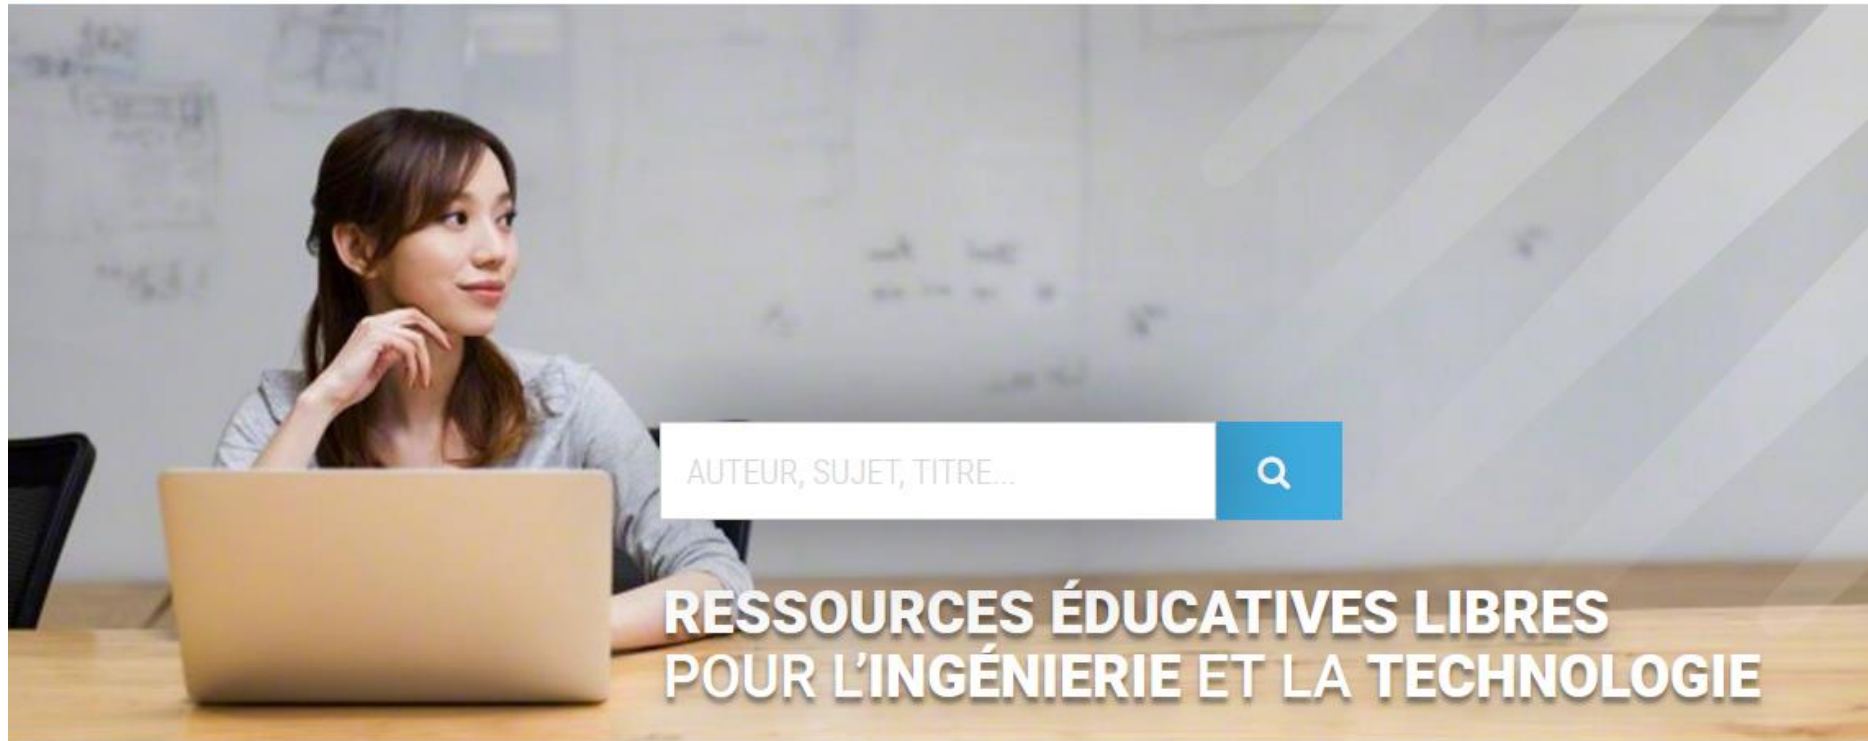 AUTEUR, SUJET, TITRE...
RESSOURCES ÉDUCATIVES LIBRES
POUR L'INGÉNIERIE ET LA TECHNOLOGIE